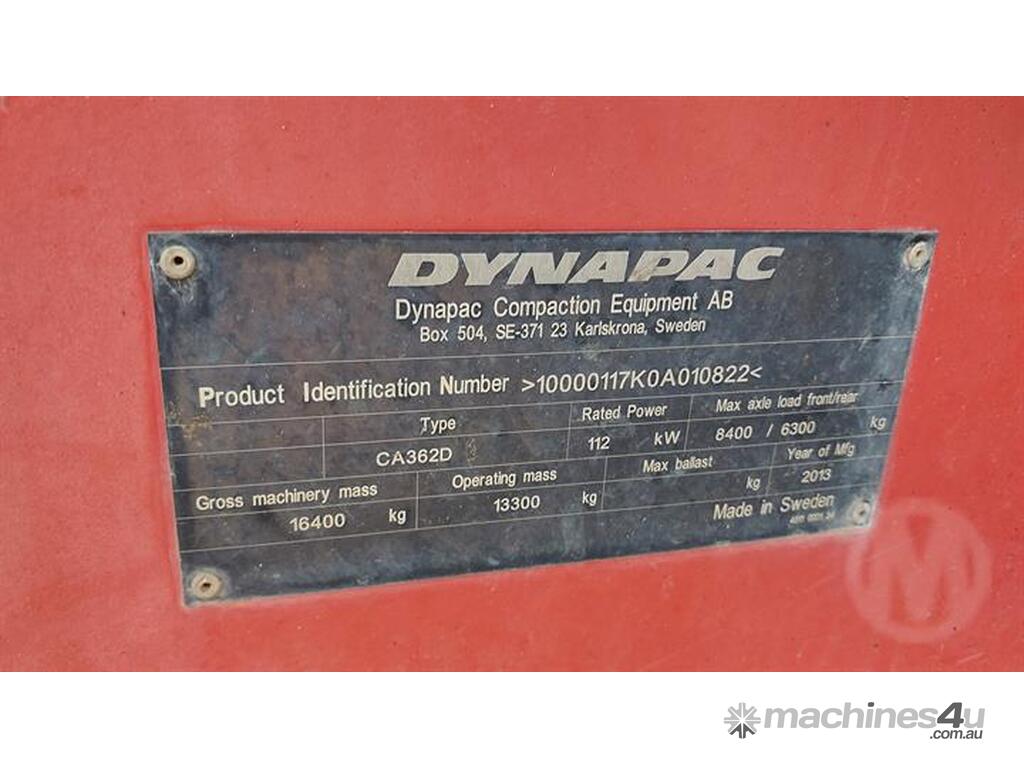 DYNAPAC
Dynapac Compaction Equipment AB
Box 504, SE-371 23 Karlskrona, Sweden
Product Identification Number >10000117K0A010822<
Type
Rated Power
Max axle load front/rear
CA362D
112 kW
8400 / 6300 kg
Gross machinery mass
Operating mass
Max ballast
Year of Mfg
16400 kg
13300 kg
kg
2013
Made in Sweden
M
machines4u
.com.au